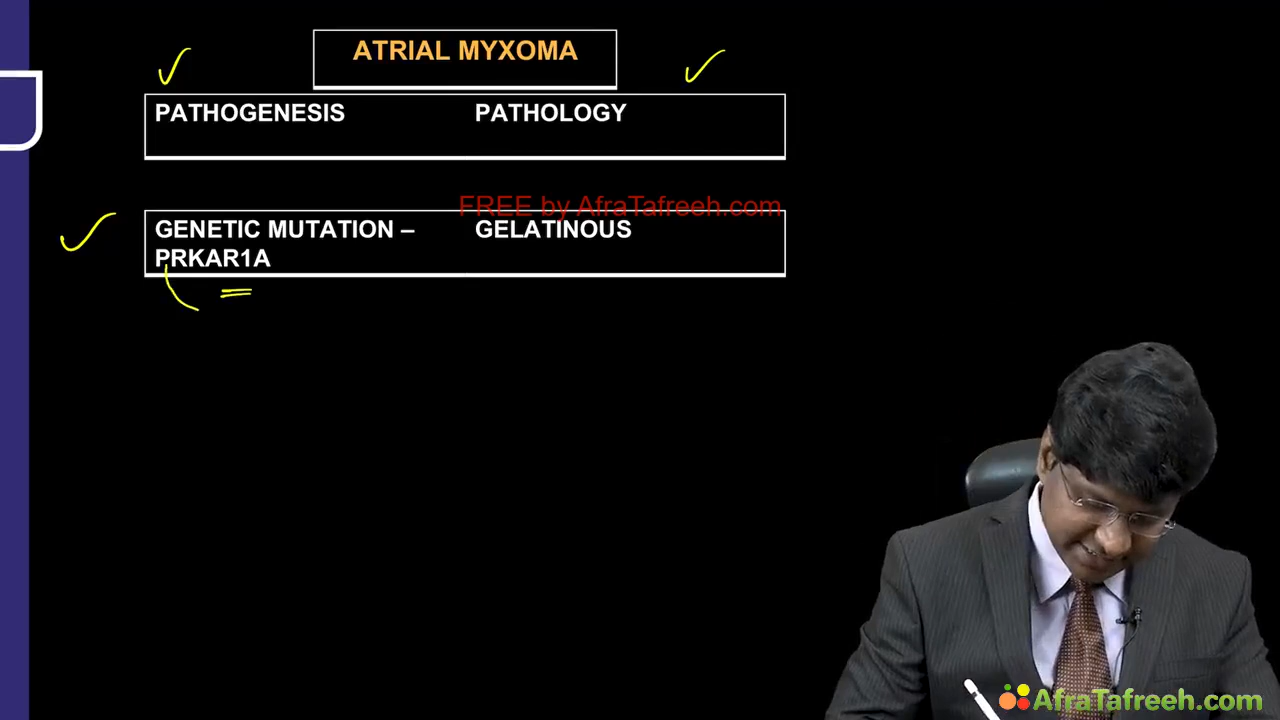 ATRIAL MYXOMA
PATHOGENESIS PATHOLOGY
FREE by AfraTafreeh.com
GENETIC MUTATION – GELATINOUS
PRKAR1A
AfraTafreeh.com